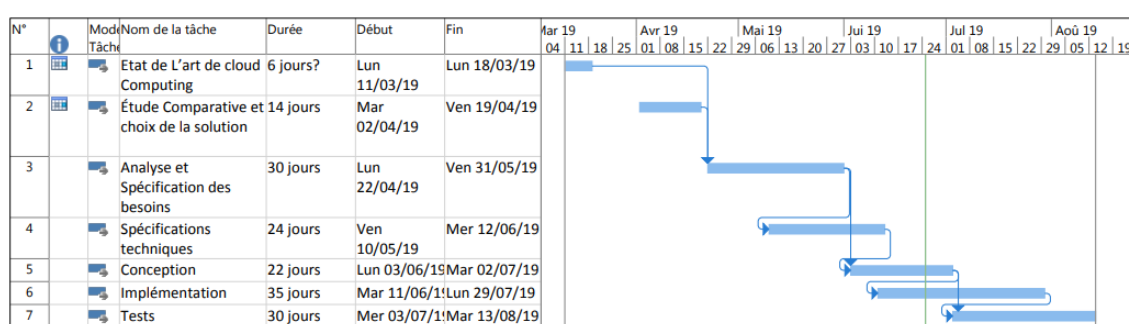 N° Mode Tâche Nom de la tâche Durée Début Fin
Mar 19 Avr 19 Mai 19 Jui 19 Jul 19 Aoû 19
04 11 18 25 01 08 15 22 29 06 13 20 27 03 10 17 24 01 08 15 22 29 05 12 19
1 Etat de L’art de cloud 6 jours? Lun Lun 18/03/19
Computing 11/03/19
2 Étude Comparative et 14 jours Mar Ven 19/04/19
choix de la solution 02/04/19
3 Analyse et 30 jours Lun Ven 31/05/19
Spécification des 22/04/19
besoins
4 Spécifications 24 jours Ven Mer 12/06/19
techniques 10/05/19
5 Conception 22 jours Lun 03/06/19 Mar 02/07/19
6 Implémentation 35 jours Mar 11/06/19 Lun 29/07/19
7 Tests 30 jours Mer 03/07/19 Mar 13/08/19